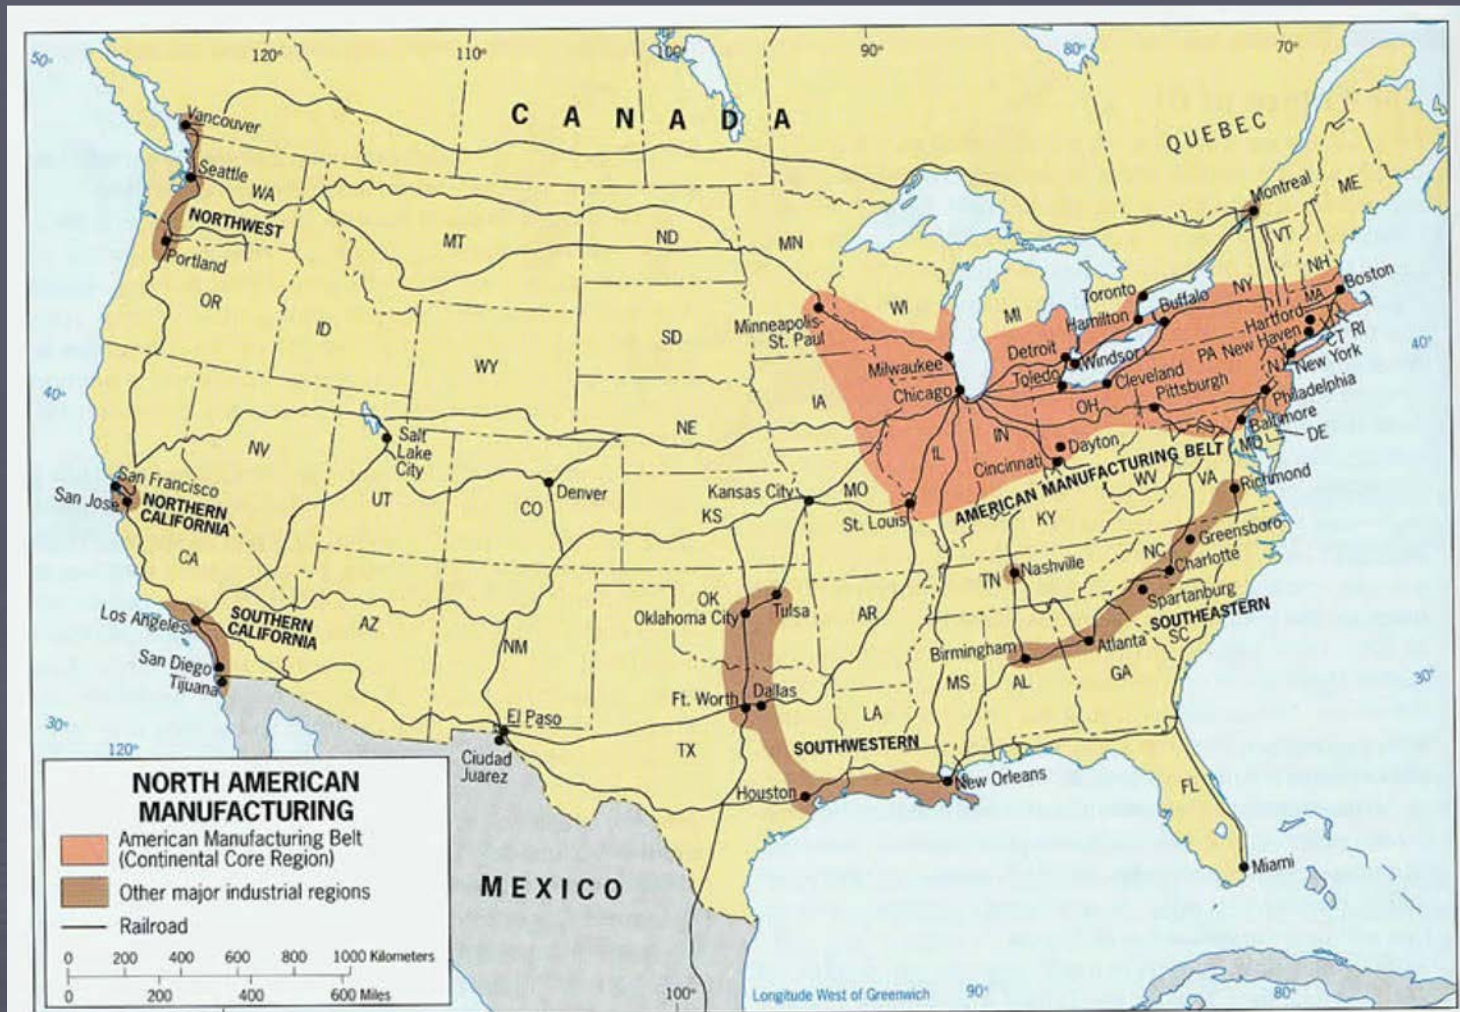 50°
120°
110°
100°
90°
80°
70°
CANADA
QUEBEC
Vancouver
Seattle
WA
NORTHWEST
Portland
OR
ID
MT
ND
MN
SD
WY
NE
IA
WI
MI
Minneapolis-
St. Paul
Milwaukee
Chicago
Detroit
Windsor
Toledo
Cleveland
Toronto
Hamilton
Buffalo
Montreal
ME
VT
NH
NY
MA
Boston
Hartford
New Haven
CT
RI
New York
NJ
PA
Pittsburgh
Philadelphia
Baltimore
MD
DE
OH
Dayton
Cincinnati
IN
IL
AMERICAN MANUFACTURING BELT
WV
VA
Richmond
KY
40°
40°
NV
Salt
Lake
City
UT
Denver
CO
Kansas City
KS
MO
St. Louis
San Francisco
San Jose
NORTHERN
CALIFORNIA
CA
Los Angeles
SOUTHERN
CALIFORNIA
San Diego
Tijuana
AZ
NM
OK
Oklahoma City
Tulsa
AR
TN
Nashville
NC
Greensboro
Charlotte
Spartanburg
SOUTHEASTERN
SC
Birmingham
Atlanta
MS
AL
GA
30°
30°
120°
El Paso
Ciudad
Juarez
Ft. Worth
Dallas
TX
LA
SOUTHWESTERN
Houston
New Orleans
FL
Miami
MEXICO
NORTH AMERICAN
MANUFACTURING
American Manufacturing Belt
(Continental Core Region)
Other major industrial regions
Railroad
0 200 400 600 800 1000 Kilometers
0 200 400 600 Miles
100°
Longitude West of Greenwich
90°
80°